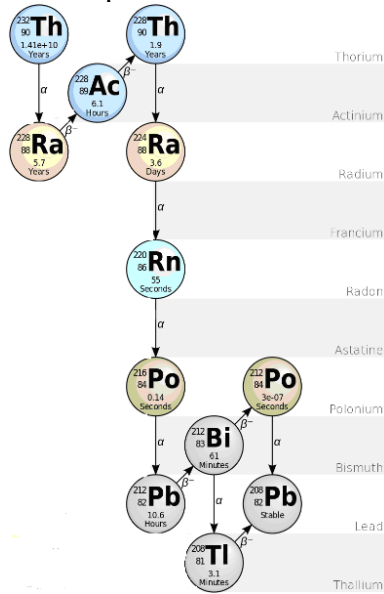 232
90
Th
1.41e+10
Years
228
90
Th
1.9
Years
Thorium
α
β⁻
228
89
Ac
6.1
Hours
α
Actinium
β⁻
228
88
Ra
5.7
Years
224
88
Ra
3.6
Days
Radium
α
Francium
220
86
Rn
55
Seconds
Radon
α
Astatine
216
84
Po
0.14
Seconds
212
84
Po
3e-07
Seconds
Polonium
α
β⁻
212
83
Bi
61
Minutes
α
Bismuth
β⁻
212
82
Pb
10.6
Hours
α
208
82
Pb
Stable
Lead
β⁻
208
81
Tl
3.1
Minutes
Thallium